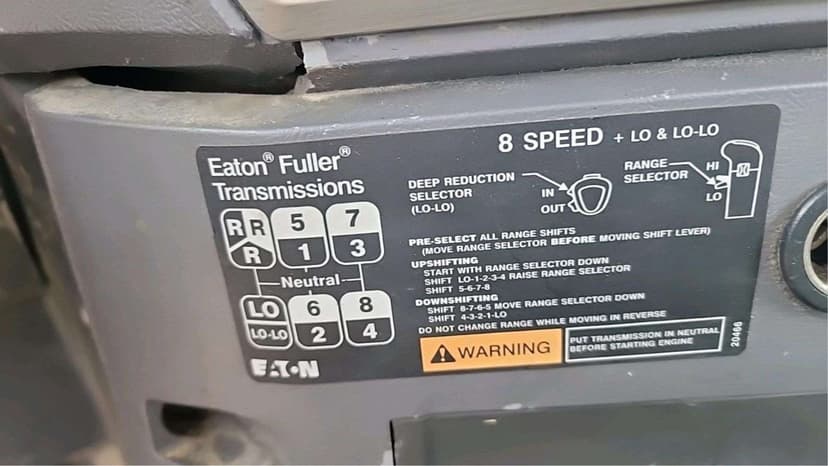 8 SPEED + LO & LO-LO
Eaton® Fuller®
Transmissions
DEEP REDUCTION
SELECTOR
(LO-LO)
IN
OUT
RANGE
SELECTOR
HI
LO
R R 5 7
R 1 3
Neutral
LO 6 8
LO-LO 2 4
EATON
PRE-SELECT ALL RANGE SHIFTS
(MOVE RANGE SELECTOR BEFORE MOVING SHIFT LEVER)
UPSHIFTING
START WITH RANGE SELECTOR DOWN
SHIFT LO-1-2-3-4 RAISE RANGE SELECTOR
SHIFT 5-6-7-8
DOWNSHIFTING
SHIFT 8-7-6-5 MOVE RANGE SELECTOR DOWN
SHIFT 4-3-2-1-LO
DO NOT CHANGE RANGE WHILE MOVING IN REVERSE
WARNING
PUT TRANSMISSION IN NEUTRAL
BEFORE STARTING ENGINE
20466